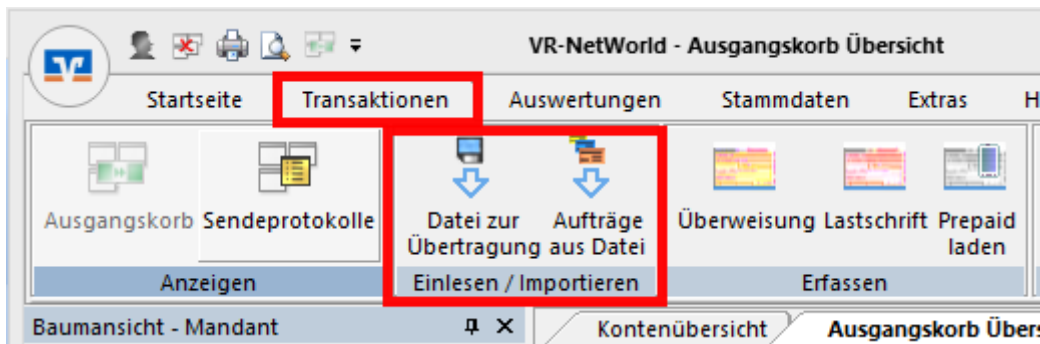 VR-NetWorld - Ausgangskorb Übersicht
Startseite Transaktionen Auswertungen Stammdaten Extras
Ausgangskorb Sendeprotokolle Datei zur Übertragung Aufträge aus Datei Überweisung Lastschrift Prepaid laden
Anzeigen Einlesen / Importieren Erfassen
Baumansicht - Mandant Kontenübersicht Ausgangskorb Übers